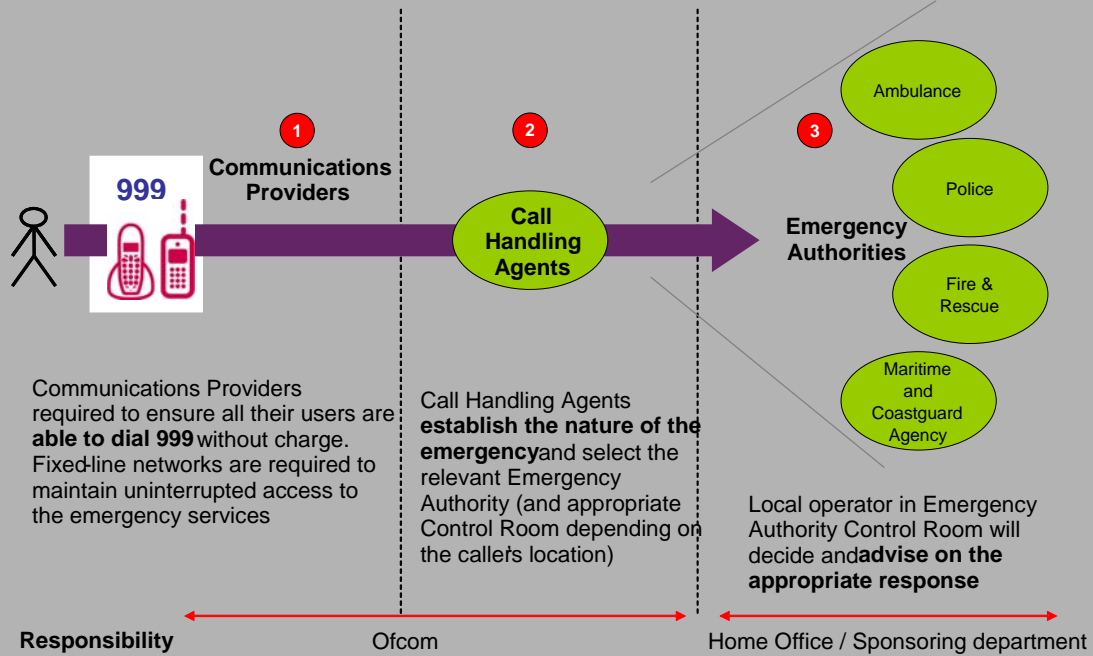 1
Communications
Providers
999
2
Call
Handling
Agents
3
Emergency
Authorities
Ambulance
Police
Fire &
Rescue
Maritime
and
Coastguard
Agency
Communications Providers
required to ensure all their users are
able to dial 999 without charge.
Fixed-line networks are required to
maintain uninterrupted access to
the emergency services
Call Handling Agents
establish the nature of the
emergency and select the
relevant Emergency
Authority (and appropriate
Control Room depending on
the caller's location)
Local operator in Emergency
Authority Control Room will
decide and advise on the
appropriate response
Responsibility
Ofcom
Home Office / Sponsoring department